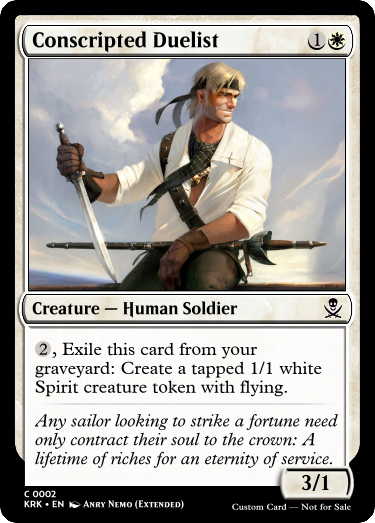 Conscripted Duelist 1
Creature — Human Soldier
2, Exile this card from your
graveyard: Create a tapped 1/1 white
Spirit creature token with flying.
Any sailor looking to strike a fortune need
only contract their soul to the crown: A
lifetime of riches for an eternity of service.
3/1
C 0002
KRK • EN Anry Nemo (Extended)
Custom Card — Not for Sale